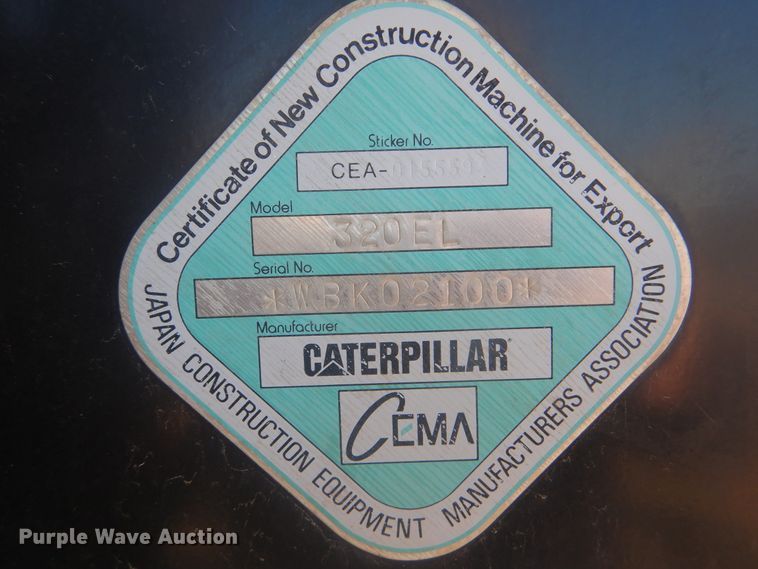 Certificate of New Construction Machine for Export
Sticker No.
CEA-
Model
320EL
Serial No.
*WBK02100*
Manufacturer
CATERPILLAR
CEMA
JAPAN CONSTRUCTION EQUIPMENT MANUFACTURERS ASSOCIATION
Purple Wave Auction®